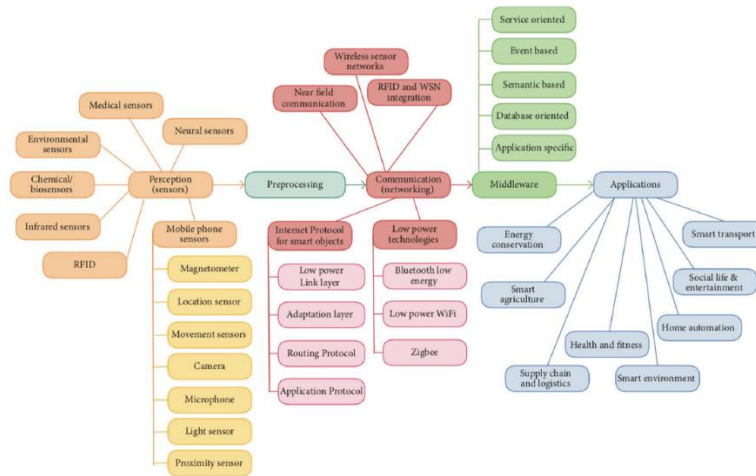 Service oriented
Event based
Semantic based
Database oriented
Application specific
Wireless sensor
networks
Near field
communication
RFID and WSN
integration
Medical sensors
Neural sensors
Environmental
sensors
Chemical/
biosensors
Infrared sensors
RFID
Perception
(sensors)
Preprocessing
Communication
(networking)
Middleware
Applications
Mobile phone
sensors
Magnetometer
Location sensor
Movement sensors
Camera
Microphone
Light sensor
Proximity sensor
Internet Protocol
for smart objects
Low power
Link layer
Adaptation layer
Routing Protocol
Application Protocol
Low power
technologies
Bluetooth low
energy
Low power WiFi
Zigbee
Energy
conservation
Smart
agriculture
Supply chain
and logistics
Health and fitness
Smart environment
Home automation
Social life &
entertainment
Smart transport